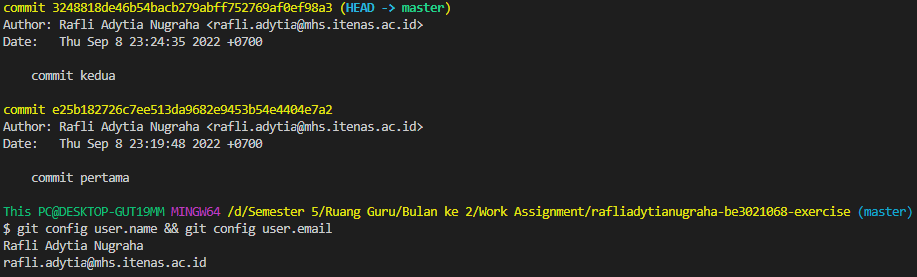 commit 3248818de46b54bacb279abff752769af0ef98a3 (HEAD -> master)
Author: Rafli Adytia Nugraha <rafli.adytia@mhs.itenas.ac.id>
Date:   Thu Sep 8 23:24:35 2022 +0700
commit kedua
commit e25b182726c7ee513da9682e9453b54e4404e7a2
Author: Rafli Adytia Nugraha <rafli.adytia@mhs.itenas.ac.id>
Date:   Thu Sep 8 23:19:48 2022 +0700
commit pertama
This PC@DESKTOP-GUT19MM MINGW64 /d/Semester 5/Ruang Guru/Bulan ke 2/Work Assignment/rafliadytianugraha-be3021068-exercise (master)
$ git config user.name && git config user.email
Rafli Adytia Nugraha
rafli.adytia@mhs.itenas.ac.id